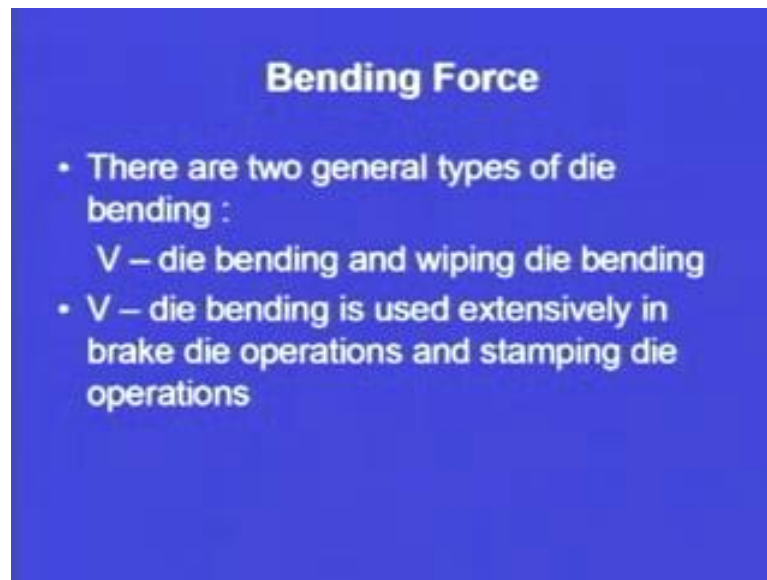 Bending Force
• There are two general types of die
bending :
V – die bending and wiping die bending
• V – die bending is used extensively in
brake die operations and stamping die
operations